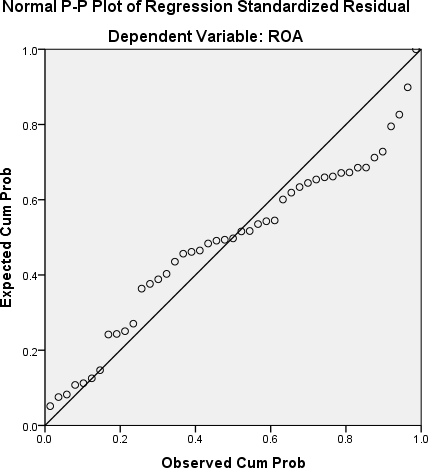 Normal P-P Plot of Regression Standardized Residual
Dependent Variable: ROA
Expected Cum Prob
1.0
0.8
0.6
0.4
0.2
0.0
0.0 0.2 0.4 0.6 0.8 1.0
Observed Cum Prob